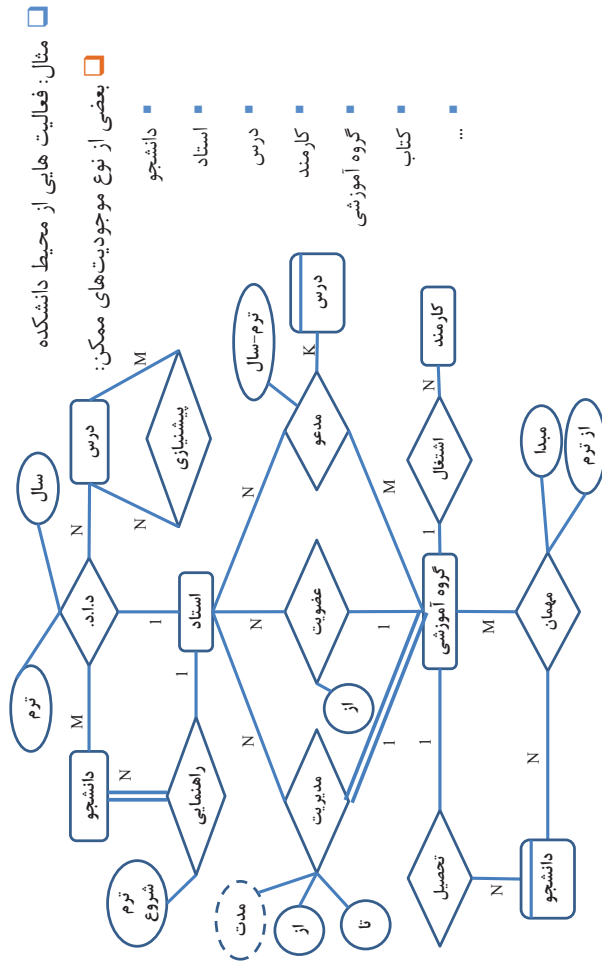 مثال: فعالیت هایی از محیط دانشکده
بعضی از نوع موجودیت‌های ممکن:
دانشجو
استاد
درس
کارمند
گروه آموزشی
کتاب
...
ترم
سال
دانشجو
M
د.ا.د.
N
درس
N
M
پیشنیازی
1
N
ترم
شروع
راهنمایی
1
استاد
ترم-سال
N
N
N
مدت
از
تا
مدیریت
از
عضویت
مدعو
K
درس
1
1
M
تحصیل
1
گروه آموزشی
1
اشتغال
N
کارمند
N
M
دانشجو
N
مهمان
مبدا
از ترم